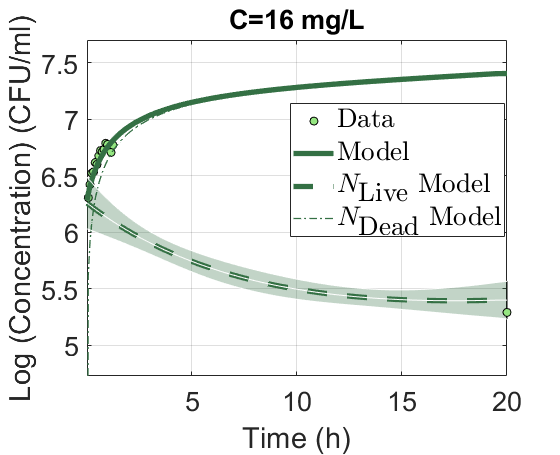 C=16 mg/L
Log (Concentration) (CFU/ml)
7.5
7
6.5
6
5.5
5
Data
Model
N_Live Model
N_Dead Model
5
10
15
20
Time (h)